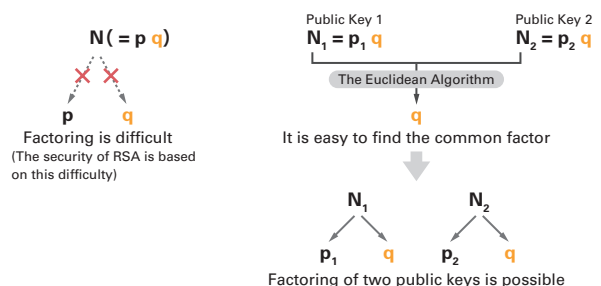 N(= p q)
p q
Factoring is difficult
(The security of RSA is based
on this difficulty)
Public Key 1 Public Key 2
N₁ = p₁ q N₂ = p₂ q
The Euclidean Algorithm
q
It is easy to find the common factor
N₁ N₂
p₁ q p₂ q
Factoring of two public keys is possible